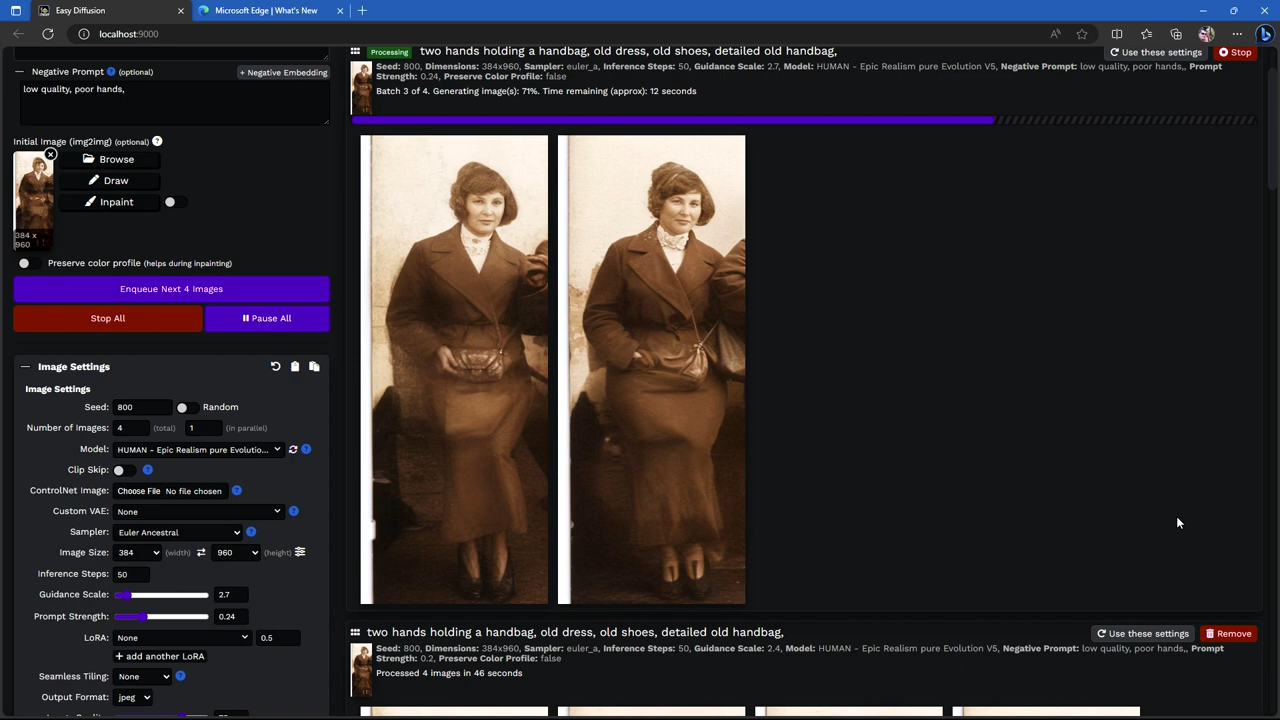 Easy Diffusion
Microsoft Edge | What's New
localhost:9000
Negative Prompt (optional)
+ Negative Embedding
low quality, poor hands,
Initial Image (img2img) (optional)
Browse
Draw
Inpaint
384 x
960
Preserve color profile (helps during inpainting)
Enqueue Next 4 Images
Stop All
Pause All
Image Settings
Image Settings
Seed: 800 Random
Number of Images: 4 (total) 1 (in parallel)
Model: HUMAN - Epic Realism pure Evolutio...
Clip Skip:
ControlNet Image: Choose File No file chosen
Custom VAE: None
Sampler: Euler Ancestral
Image Size: 384 (width) 960 (height)
Inference Steps: 50
Guidance Scale: 2.7
Prompt Strength: 0.24
LoRA: None 0.5
+ add another LoRA
Seamless Tiling: None
Output Format: jpeg
Processing two hands holding a handbag, old dress, old shoes, detailed old handbag,
Use these settings
Stop
Seed: 800, Dimensions: 384x960, Sampler: euler_a, Inference Steps: 50, Guidance Scale: 2.7, Model: HUMAN - Epic Realism pure Evolution V5, Negative Prompt: low quality, poor hands,, Prompt
Strength: 0.24, Preserve Color Profile: false
Batch 3 of 4. Generating image(s): 71%. Time remaining (approx): 12 seconds
two hands holding a handbag, old dress, old shoes, detailed old handbag,
Use these settings
Remove
Seed: 800, Dimensions: 384x960, Sampler: euler_a, Inference Steps: 50, Guidance Scale: 2.4, Model: HUMAN - Epic Realism pure Evolution V5, Negative Prompt: low quality, poor hands,, Prompt
Strength: 0.2, Preserve Color Profile: false
Processed 4 images in 46 seconds